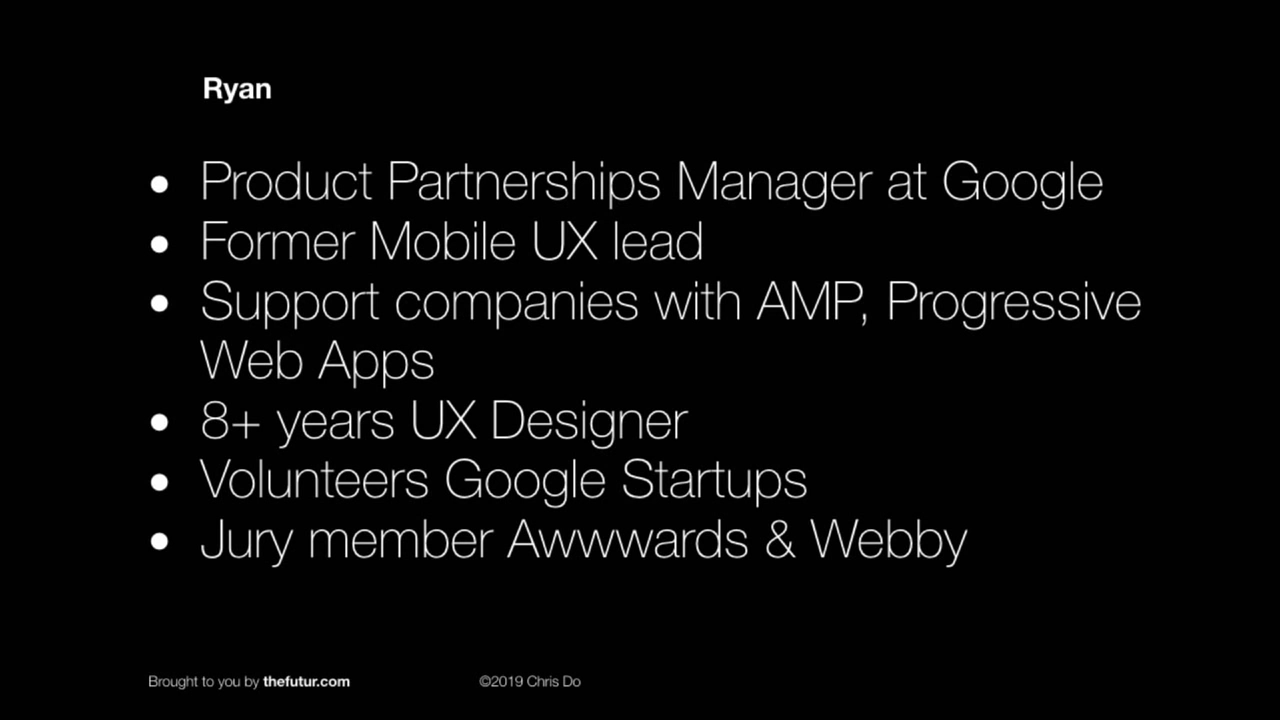 Ryan
• Product Partnerships Manager at Google
• Former Mobile UX lead
• Support companies with AMP, Progressive
Web Apps
• 8+ years UX Designer
• Volunteers Google Startups
• Jury member Awwwards & Webby
Brought to you by thefutur.com
©2019 Chris Do